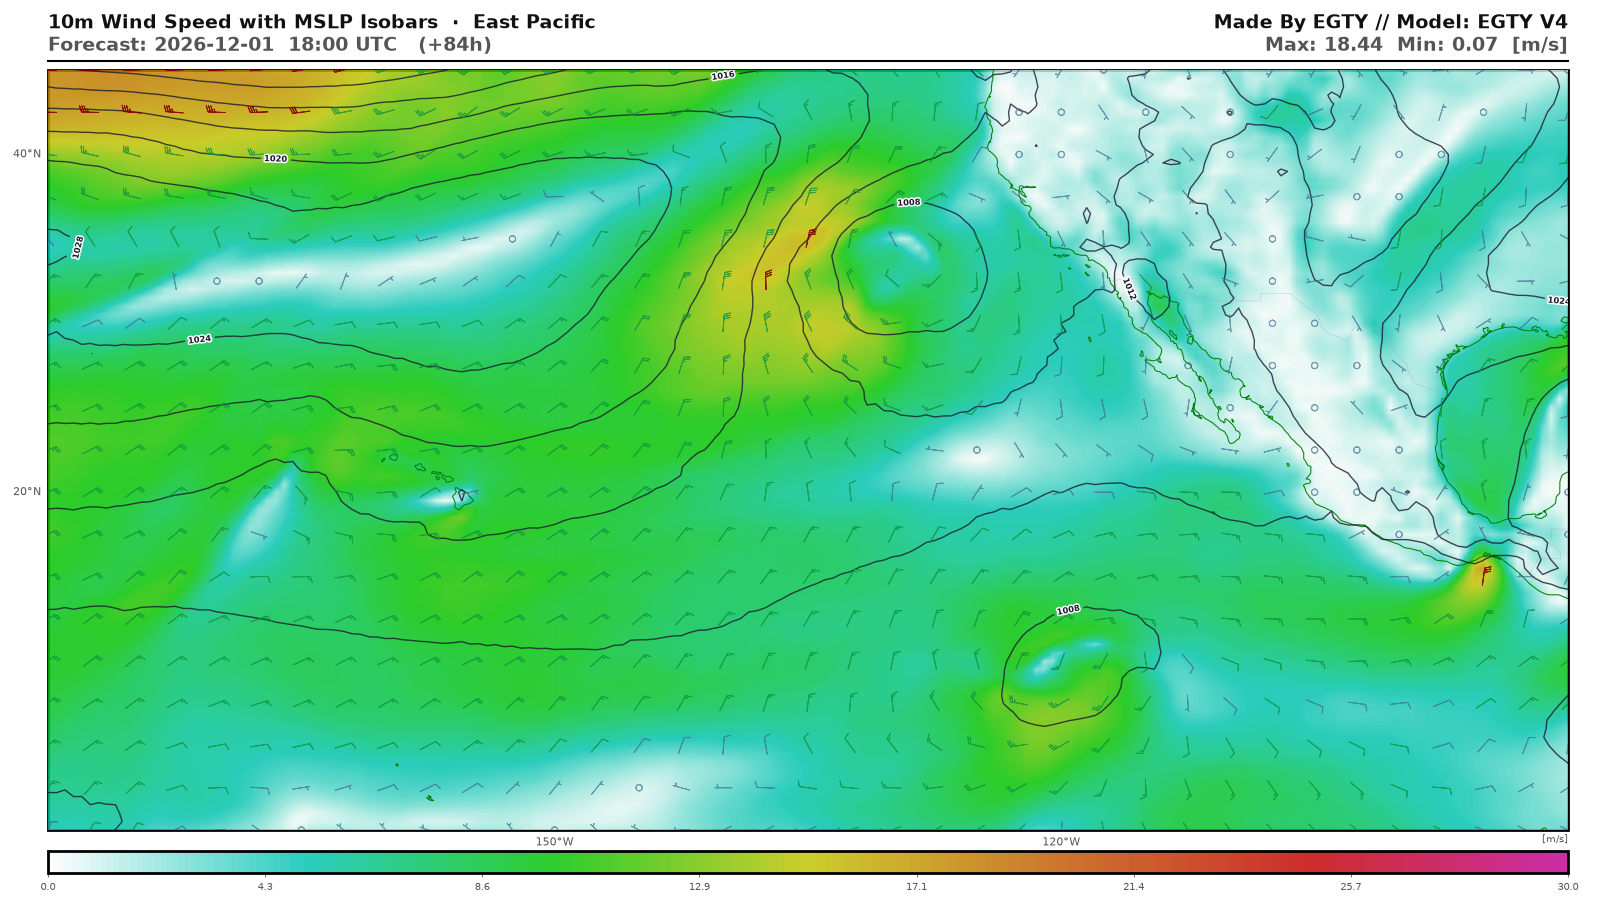 10m Wind Speed with MSLP Isobars · East Pacific
Made By EGTY // Model: EGTY V4
Forecast: 2026-12-01 18:00 UTC (+84h)
Max: 18.44 Min: 0.07 [m/s]
1016
40°N
1020
1008
1028
1012
1024
1024
20°N
1008
150°W
120°W
[m/s]
0.0
4.3
8.6
12.9
17.1
21.4
25.7
30.0